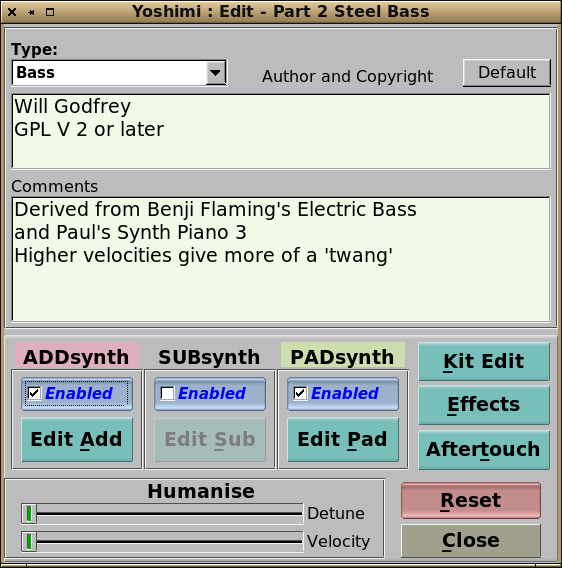 Yoshimi : Edit - Part 2 Steel Bass
Type:
Bass
Author and Copyright
Default
Will Godfrey
GPL V 2 or later
Comments
Derived from Benji Flaming's Electric Bass
and Paul's Synth Piano 3
Higher velocities give more of a 'twang'
ADDsynth
SUBsynth
PADsynth
Kit Edit
Enabled
Enabled
Enabled
Effects
Edit Add
Edit Sub
Edit Pad
Aftertouch
Humanise
Reset
Detune
Velocity
Close